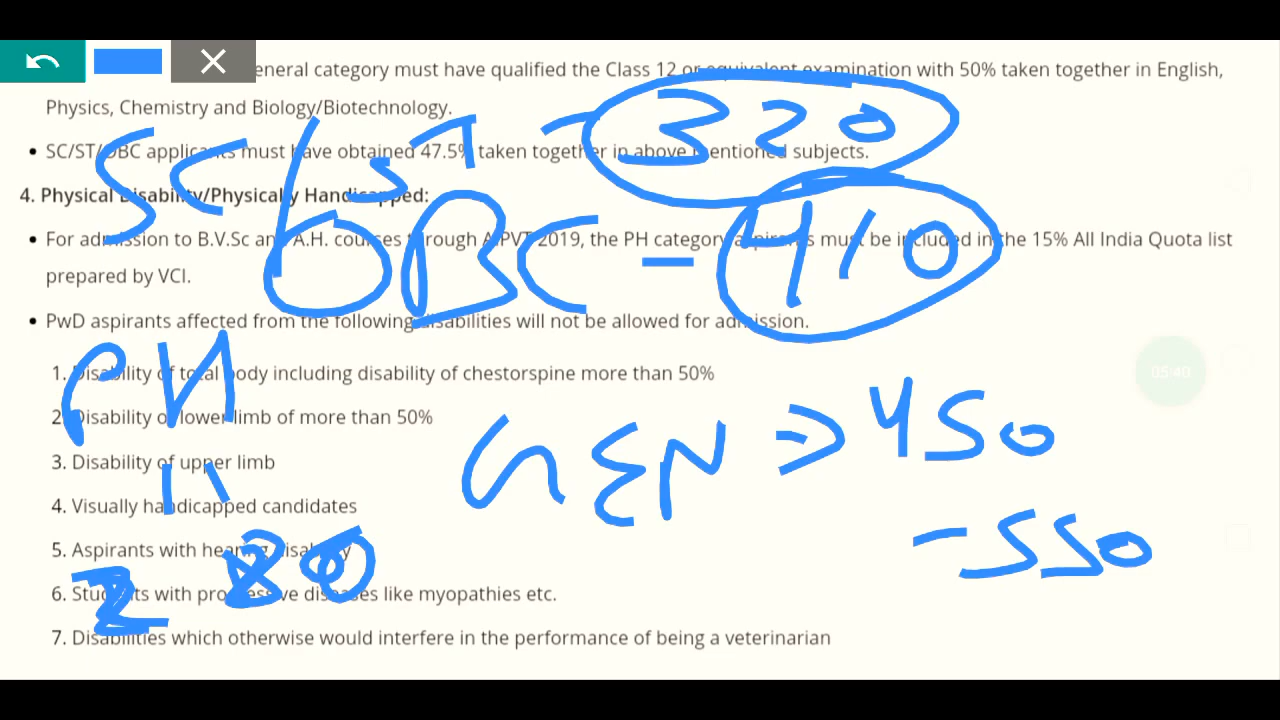 eneral category must have qualified the Class 12 or equivalent examination with 50% taken together in English,
Physics, Chemistry and Biology/Biotechnology.
• SC/ST/OBC applicants must have obtained 47.5% taken together in above mentioned subjects.
4. Physical Disability/Physically Handicapped:
• For admission to B.V.Sc and A.H. courses through AIPVT 2019, the PH category aspirants must be included in the 15% All India Quota list
prepared by VCI.
• PwD aspirants affected from the following disabilities will not be allowed for admission.
1. Disability of total body including disability of chestorspine more than 50%
2. Disability of lower limb of more than 50%
3. Disability of upper limb
4. Visually handicapped candidates
5. Aspirants with hearing disability
6. Students with progressive diseases like myopathies etc.
7. Disabilities which otherwise would interfere in the performance of being a veterinarian
SC/ST - 320
OBC - 410
PH
GEN => 450
- 550
05:40